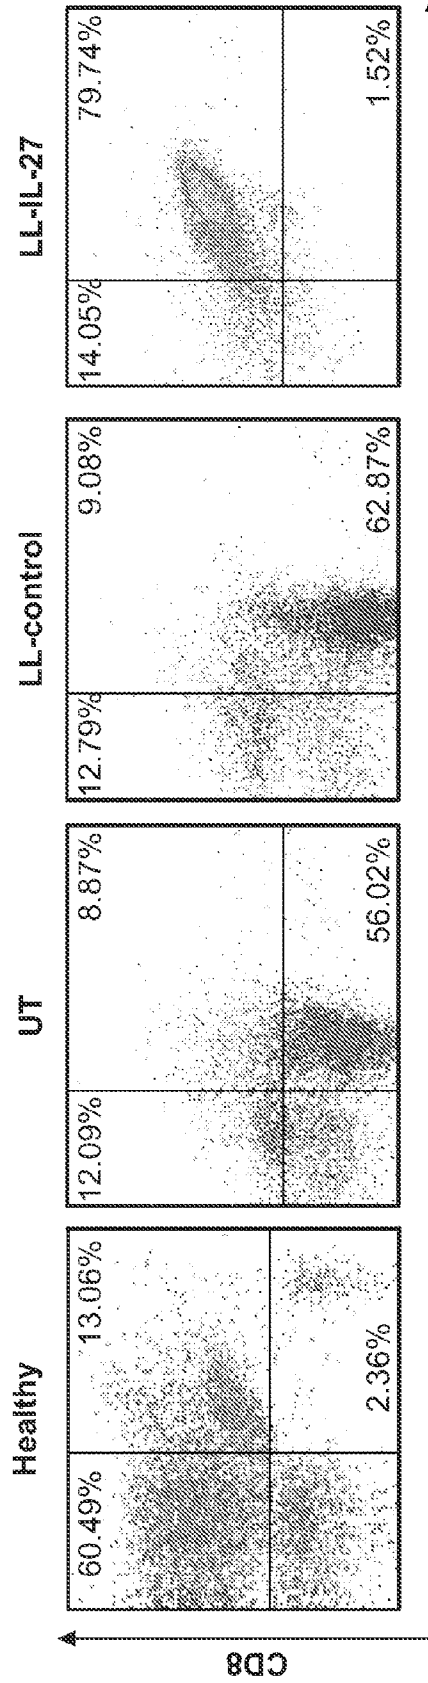 Healthy
60.49% 13.06%
2.36%
UT
12.09% 8.87%
56.02%
LL-control
12.79% 9.08%
62.87%
LL-IL-27
14.05% 79.74%
1.52%
CD8